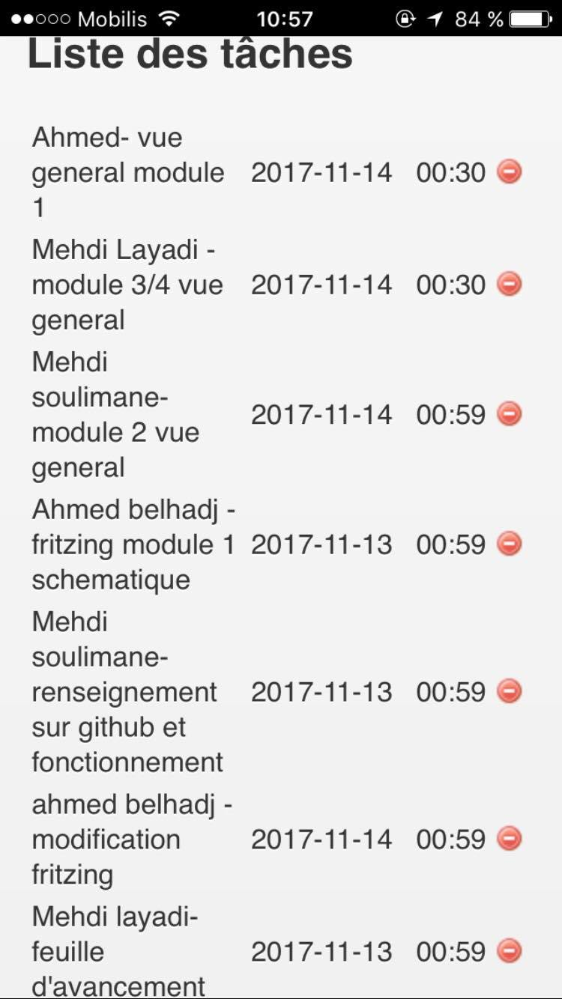 Mobilis 10:57 84 %
Liste des tâches
Ahmed- vue
general module 2017-11-14 00:30
1
Mehdi Layadi -
module 3/4 vue 2017-11-14 00:30
general
Mehdi
soulimane- 2017-11-14 00:59
module 2 vue
general
Ahmed belhadj -
fritzing module 1 2017-11-13 00:59
schematique
Mehdi
soulimane-
renseignement 2017-11-13 00:59
sur github et
fonctionnement
ahmed belhadj -
modification 2017-11-14 00:59
fritzing
Mehdi layadi-
feuille 2017-11-13 00:59
d'avancement